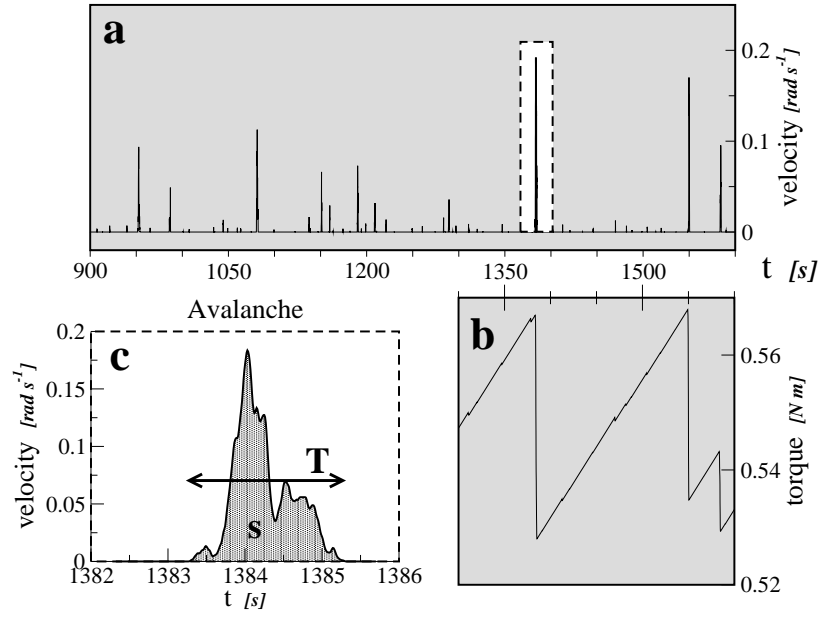 a
0.2
0.1
0
velocity [rad s⁻¹]
900 1050 1200 1350 1500 t [s]
Avalanche
c
0.2
0.15
0.1
0.05
0
velocity [rad s⁻¹]
T
s
1382 1383 1384 1385 1386
t [s]
b
0.56
0.54
0.52
torque [N m]